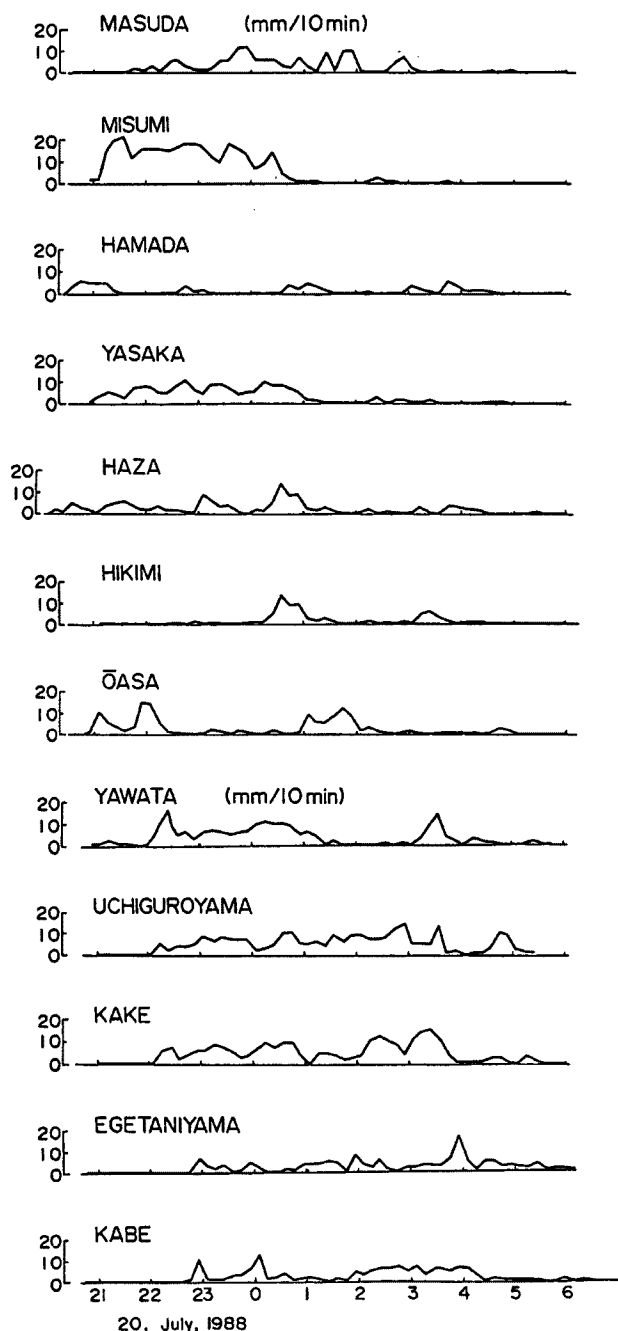 MASUDA (mm/10min)
20
10
0
MISUMI
20
10
0
HAMADA
20
10
0
YASAKA
20
10
0
HAZA
20
10
0
HIKIMI
20
10
0
ŌASA
20
10
0
YAWATA (mm/10min)
20
10
0
UCHIGUROYAMA
20
10
0
KAKE
20
10
0
EGETANIYAMA
20
10
0
KABE
20
10
0
21 22 23 0 1 2 3 4 5 6
20, July, 1988